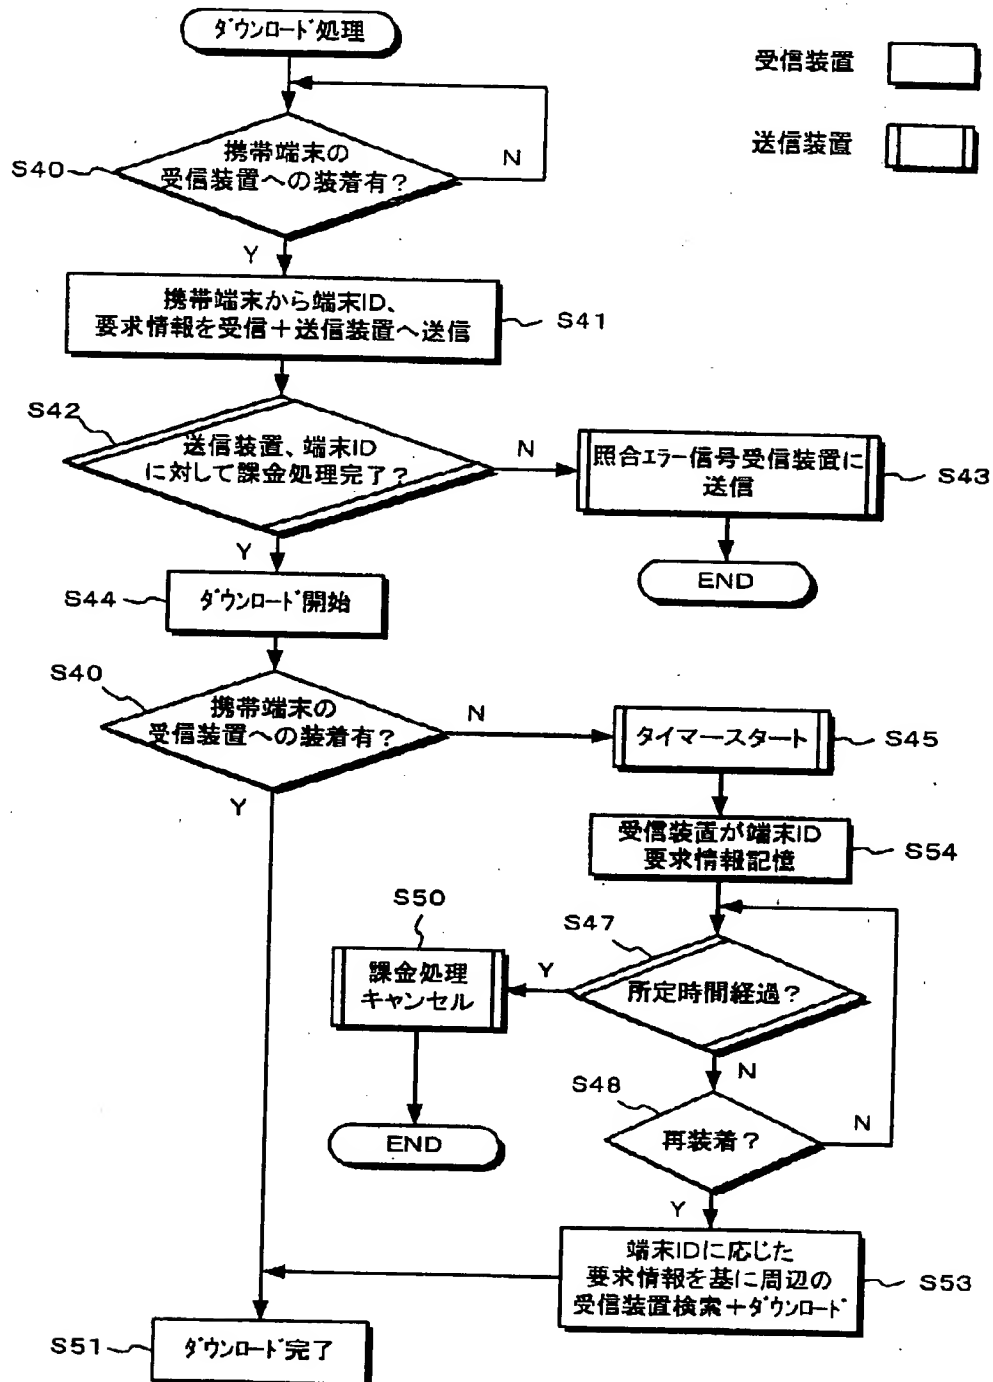 ダウンロード処理
受信装置
送信装置
S40
携帯端末の
受信装置への装着有？
N
Y
携帯端末から端末ID、
要求情報を受信＋送信装置へ送信
S41
S42
送信装置、端末ID
に対して課金処理完了？
N
照合エラー信号受信装置に
送信
S43
Y
END
S44
ダウンロード開始
S40
携帯端末の
受信装置への装着有？
N
タイマースタート
S45
Y
受信装置が端末ID
要求情報記憶
S54
S50
課金処理
キャンセル
S47
Y
所定時間経過？
N
S48
再装着？
N
END
Y
端末IDに応じた
要求情報を基に周辺の
受信装置検索＋ダウンロード
S53
S51
ダウンロード完了